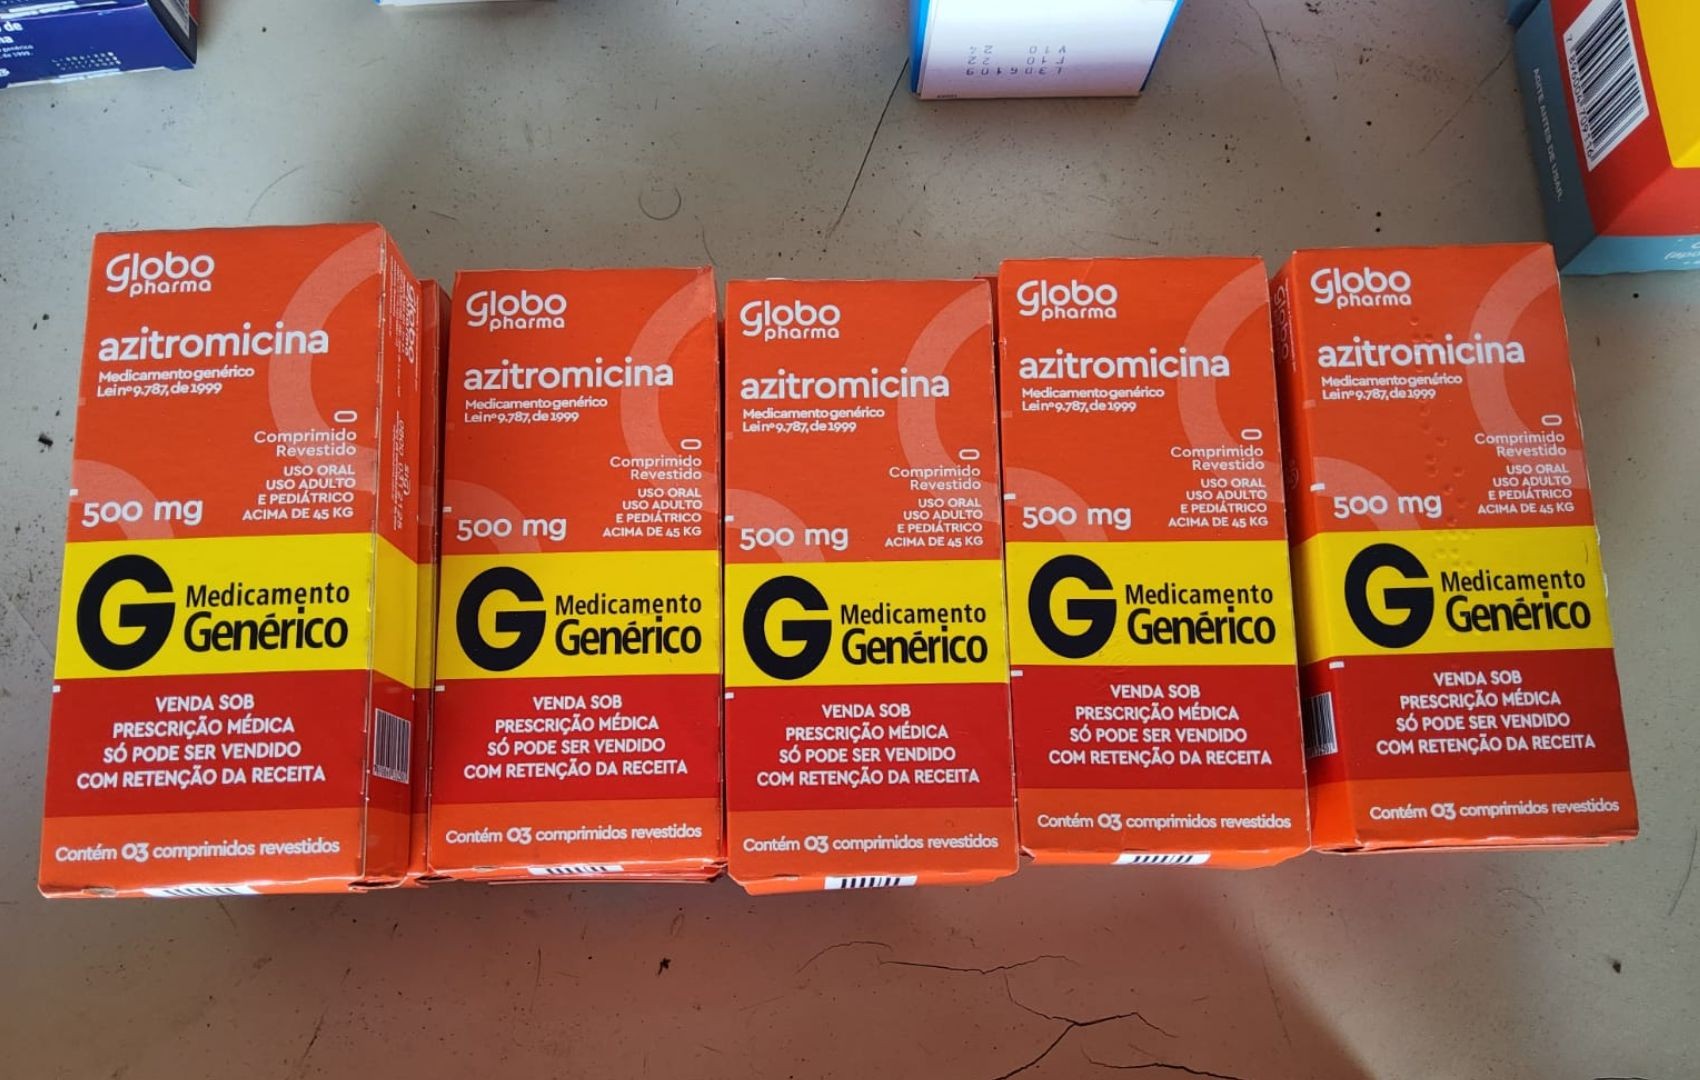 de
L306109
F10 22
V10 24
AGITE ANTES DE USAR.
Globo
pharma
azitromicina
Medicamento genérico
Lei nº 9.787, de 1999
Comprimido
Revestido
USO ORAL
USO ADULTO
E PEDIÁTRICO
ACIMA DE 45 KG
500 mg
G Medicamento
Genérico
VENDA SOB
PRESCRIÇÃO MÉDICA
SÓ PODE SER VENDIDO
COM RETENÇÃO DA RECEITA
Contém 03 comprimidos revestidos
Globo
pharma
azitromicina
Medicamento genérico
Lei nº 9.787, de 1999
Comprimido
Revestido
USO ORAL
USO ADULTO
E PEDIÁTRICO
ACIMA DE 45 KG
500 mg
G Medicamento
Genérico
VENDA SOB
PRESCRIÇÃO MÉDICA
SÓ PODE SER VENDIDO
COM RETENÇÃO DA RECEITA
Contém 03 comprimidos revestidos
Globo
pharma
azitromicina
Medicamento genérico
Lei nº 9.787, de 1999
Comprimido
Revestido
USO ORAL
USO ADULTO
E PEDIÁTRICO
ACIMA DE 45 KG
500 mg
G Medicamento
Genérico
VENDA SOB
PRESCRIÇÃO MÉDICA
SÓ PODE SER VENDIDO
COM RETENÇÃO DA RECEITA
Contém 03 comprimidos revestidos
Globo
pharma
azitromicina
Medicamento genérico
Lei nº 9.787, de 1999
Comprimido
Revestido
USO ORAL
USO ADULTO
E PEDIÁTRICO
ACIMA DE 45 KG
500 mg
G Medicamento
Genérico
VENDA SOB
PRESCRIÇÃO MÉDICA
SÓ PODE SER VENDIDO
COM RETENÇÃO DA RECEITA
Contém 03 comprimidos revestidos
Globo
pharma
azitromicina
Medicamento genérico
Lei nº 9.787, de 1999
Comprimido
Revestido
USO ORAL
USO ADULTO
E PEDIÁTRICO
ACIMA DE 45 KG
500 mg
G Medicamento
Genérico
VENDA SOB
PRESCRIÇÃO MÉDICA
SÓ PODE SER VENDIDO
COM RETENÇÃO DA RECEITA
Contém 03 comprimidos revestidos